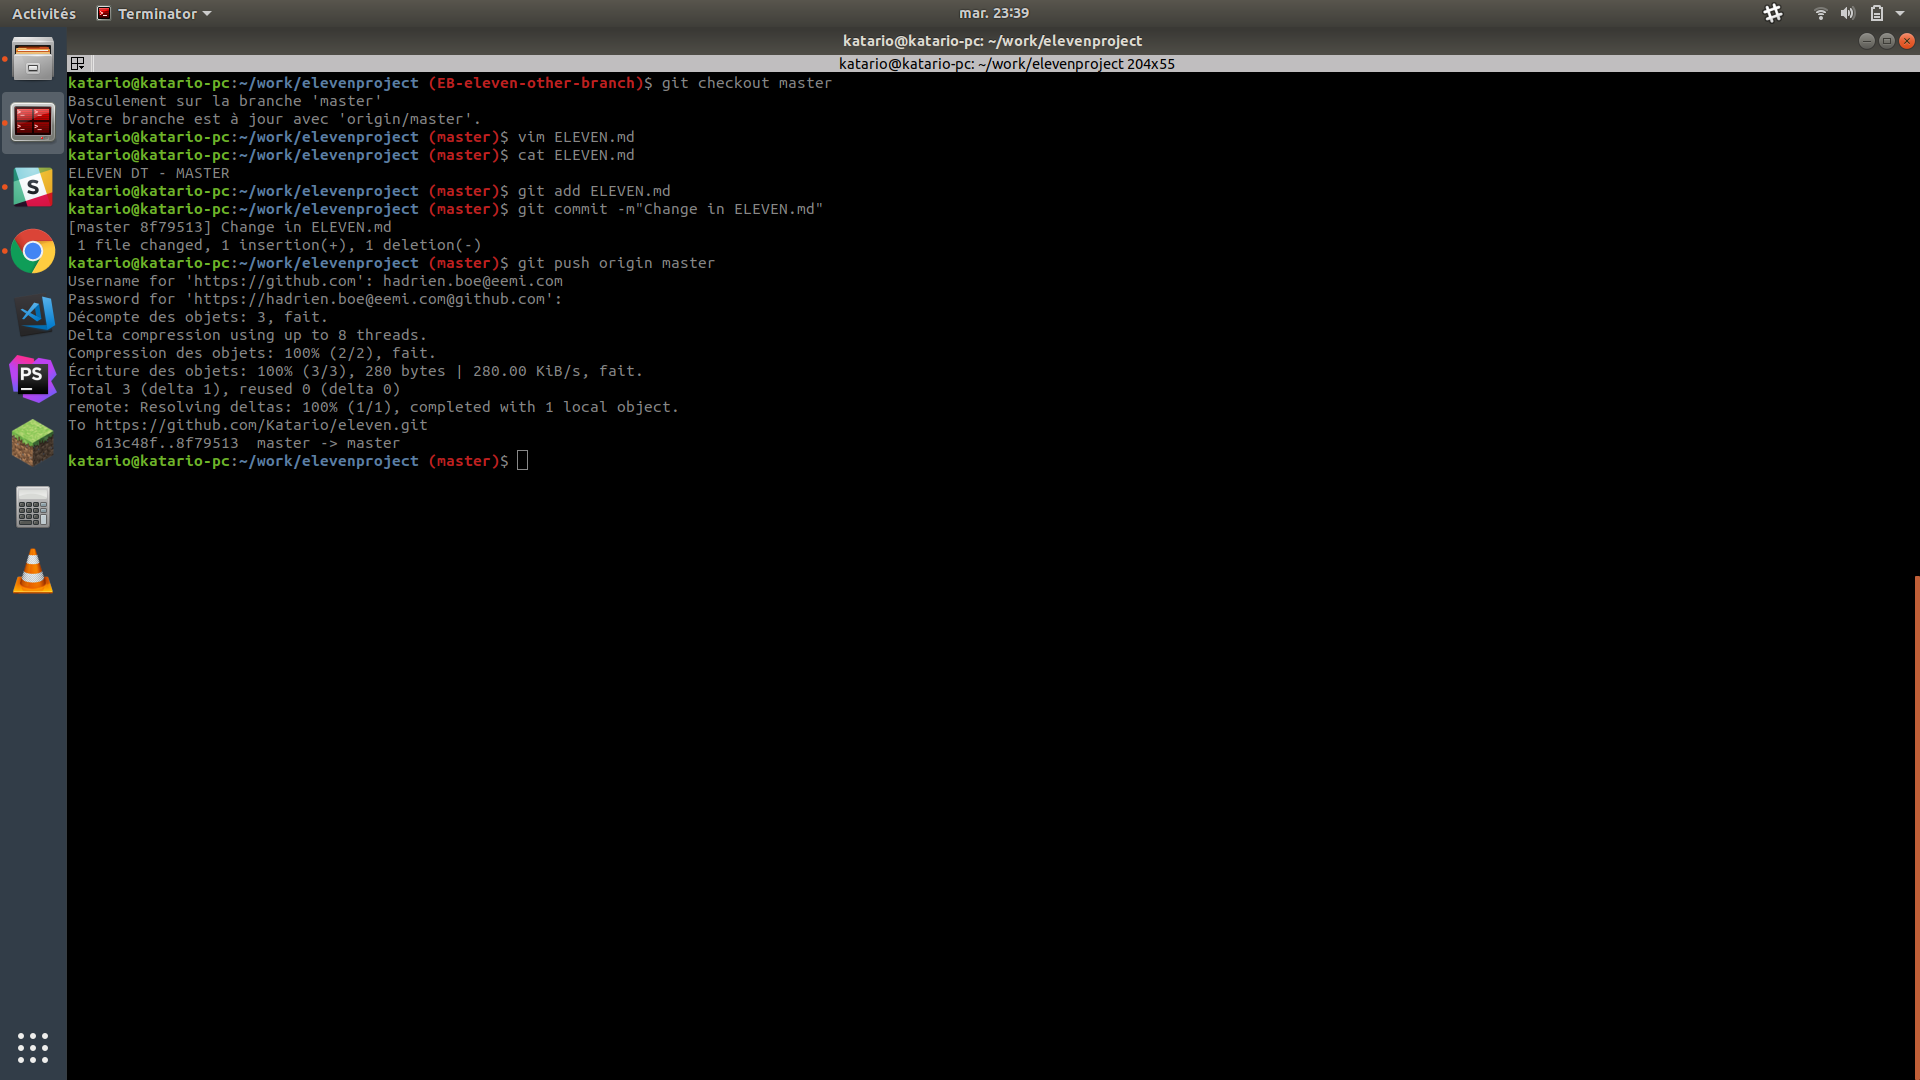 Activités Terminator mar. 23:39
katario@katario-pc: ~/work/elevenproject
katario@katario-pc: ~/work/elevenproject 204x55
katario@katario-pc:~/work/elevenproject (EB-eleven-other-branch)$ git checkout master
Basculement sur la branche 'master'
Votre branche est à jour avec 'origin/master'.
katario@katario-pc:~/work/elevenproject (master)$ vim ELEVEN.md
katario@katario-pc:~/work/elevenproject (master)$ cat ELEVEN.md
ELEVEN DT - MASTER
katario@katario-pc:~/work/elevenproject (master)$ git add ELEVEN.md
katario@katario-pc:~/work/elevenproject (master)$ git commit -m"Change in ELEVEN.md"
[master 8f79513] Change in ELEVEN.md
 1 file changed, 1 insertion(+), 1 deletion(-)
katario@katario-pc:~/work/elevenproject (master)$ git push origin master
Username for 'https://github.com': hadrien.boe@eemi.com
Password for 'https://hadrien.boe@eemi.com@github.com':
Décompte des objets: 3, fait.
Delta compression using up to 8 threads.
Compression des objets: 100% (2/2), fait.
Écriture des objets: 100% (3/3), 280 bytes | 280.00 KiB/s, fait.
Total 3 (delta 1), reused 0 (delta 0)
remote: Resolving deltas: 100% (1/1), completed with 1 local object.
To https://github.com/Katario/eleven.git
   613c48f..8f79513  master -> master
katario@katario-pc:~/work/elevenproject (master)$
S
PS